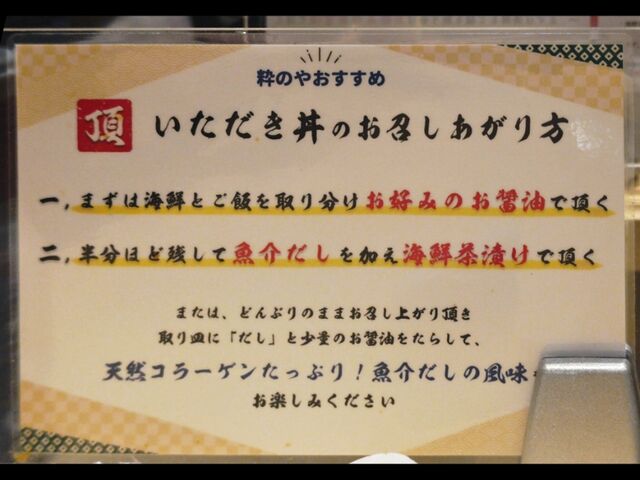 粋のやおすすめ
頂 いただき丼のお召しあがり方
一, まずは海鮮とご飯を取り分けお好みのお醤油で頂く
二, 半分ほど残して魚介だしを加え海鮮茶漬けで頂く
または、どんぶりのままお召し上がり頂き
取り皿に「だし」と少量のお醤油をたらして、
天然コラーゲンたっぷり！魚介だしの風味
お楽しみください